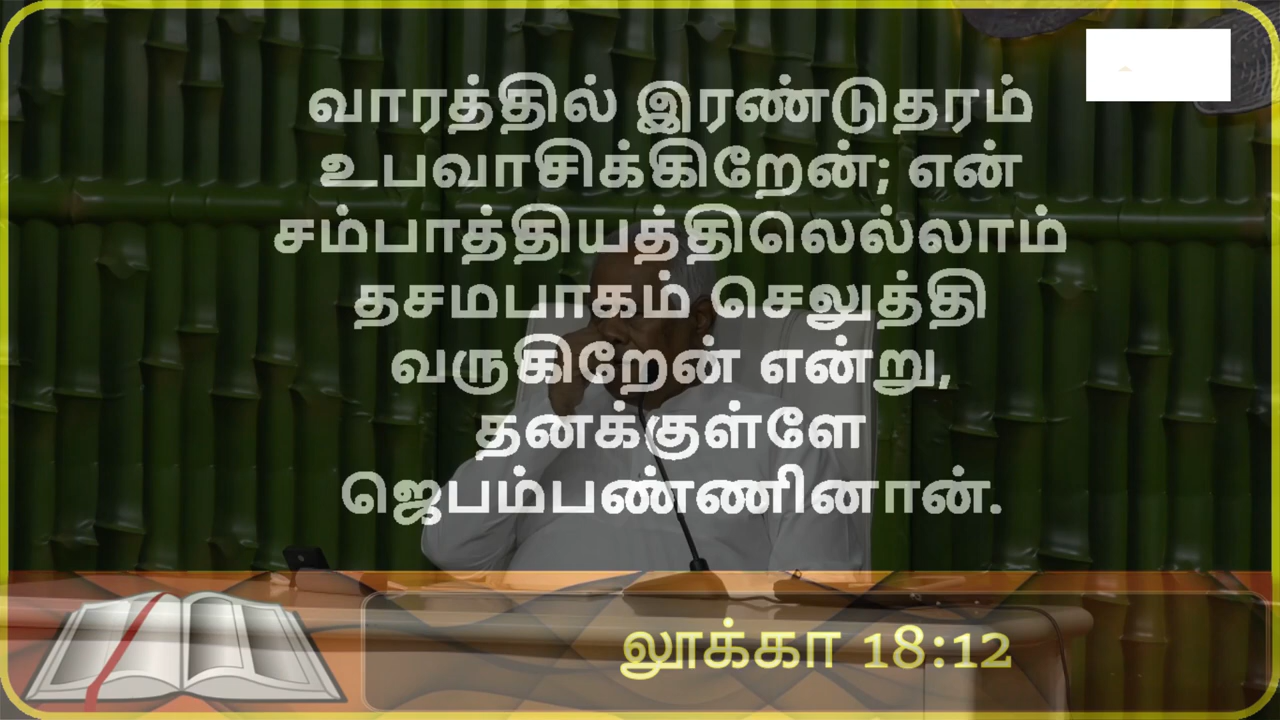 வாரத்தில் இரண்டுதரம்
உபவாசிக்கிறேன்; என்
சம்பாத்தியத்திலெல்லாம்
தசமபாகம் செலுத்தி
வருகிறேன் என்று,
தனக்குள்ளே
ஜெபம்பண்ணினான்.
லூக்கா 18:12